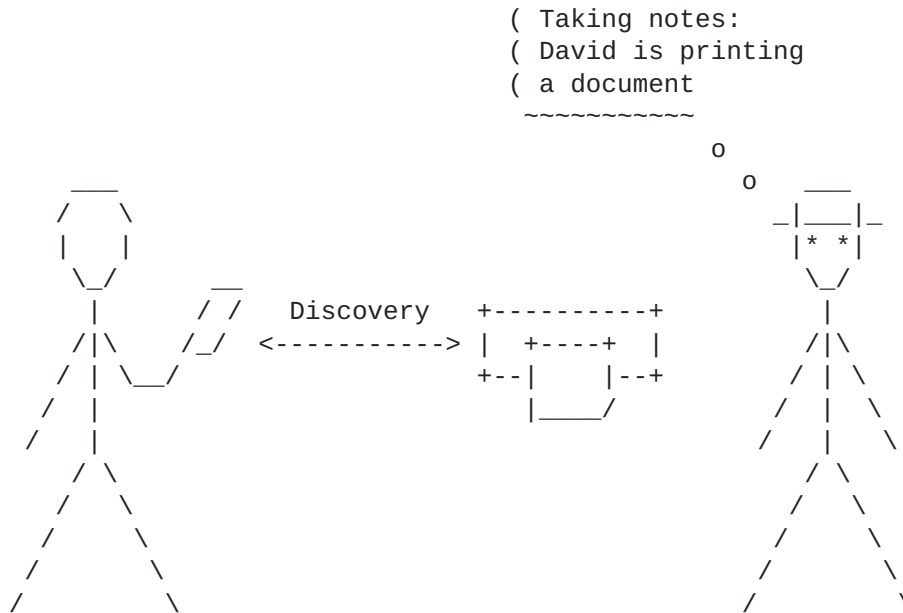 ( Taking notes:
( David is printing
( a document
Discovery